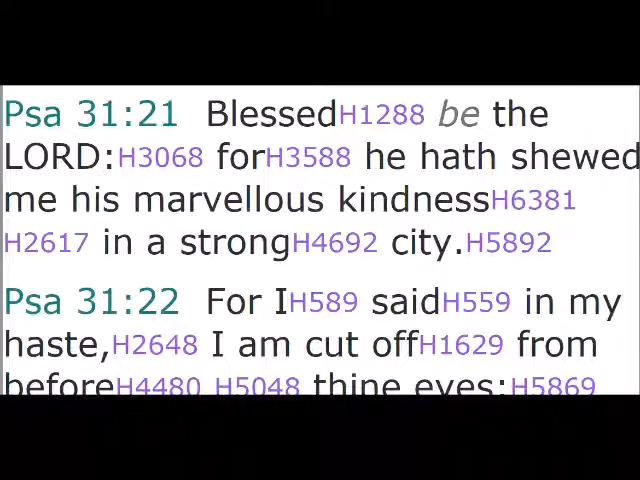 Psa 31:21 BlessedH1288 be the
LORD:H3068 forH3588 he hath shewed
me his marvellous kindnessH6381
H2617 in a strongH4692 city.H5892
Psa 31:22 For IH589 saidH559 in my
haste,H2648 I am cut offH1629 from
beforeH4480 H5048 thine eyes:H5869